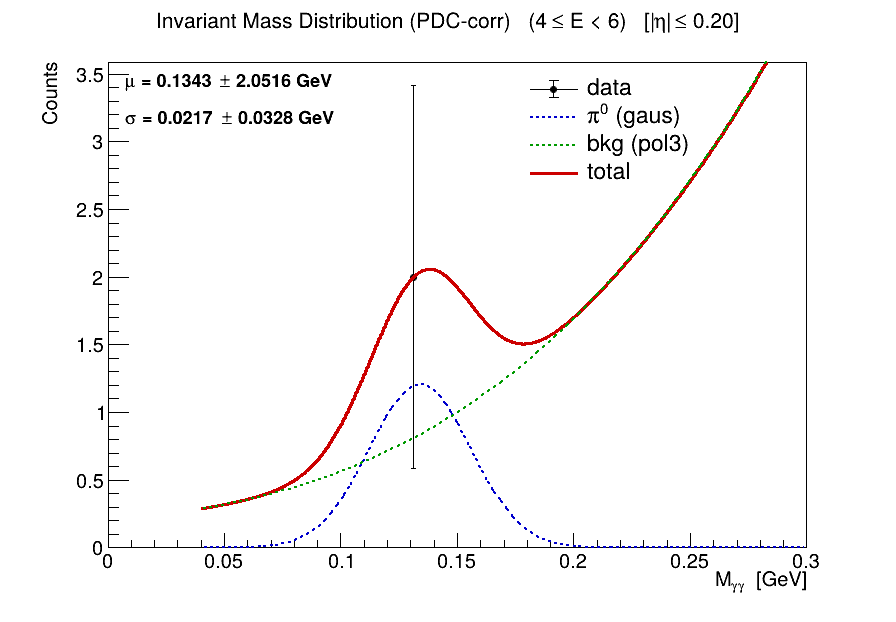 Invariant Mass Distribution (PDC-corr) (4 ≤ E < 6) [|η| ≤ 0.20]
Counts
μ = 0.1343 ± 2.0516 GeV
σ = 0.0217 ± 0.0328 GeV
data
π⁰ (gaus)
bkg (pol3)
total
3.5
3
2.5
2
1.5
1
0.5
0
0 0.05 0.1 0.15 0.2 0.25 0.3
M_γγ [GeV]